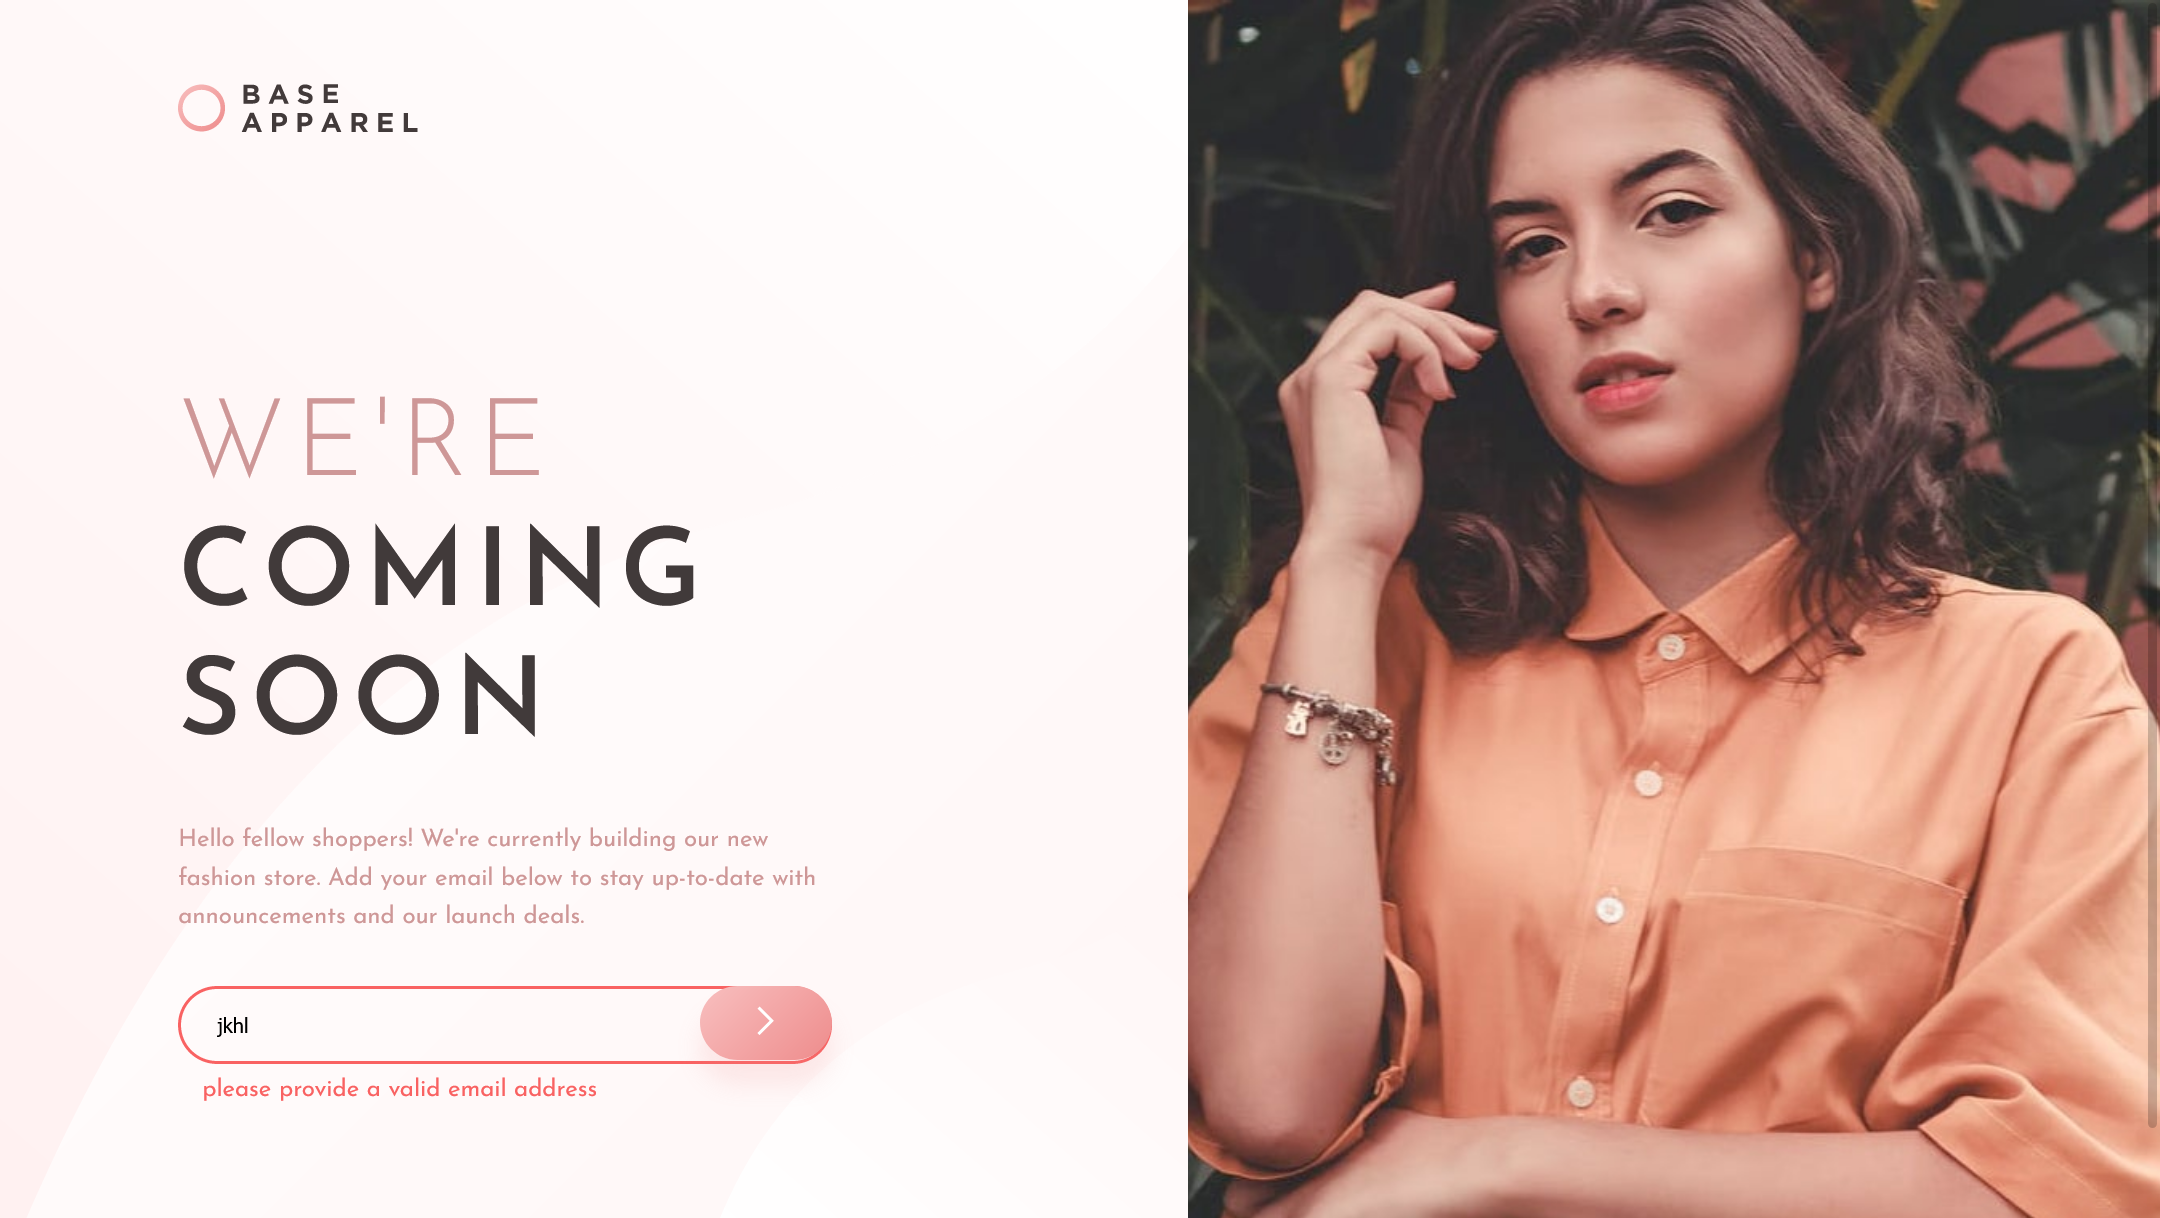 BASE
APPAREL
WE'RE
COMING
SOON
Hello fellow shoppers! We're currently building our new
fashion store. Add your email below to stay up-to-date with
announcements and our launch deals.
jkhl
please provide a valid email address